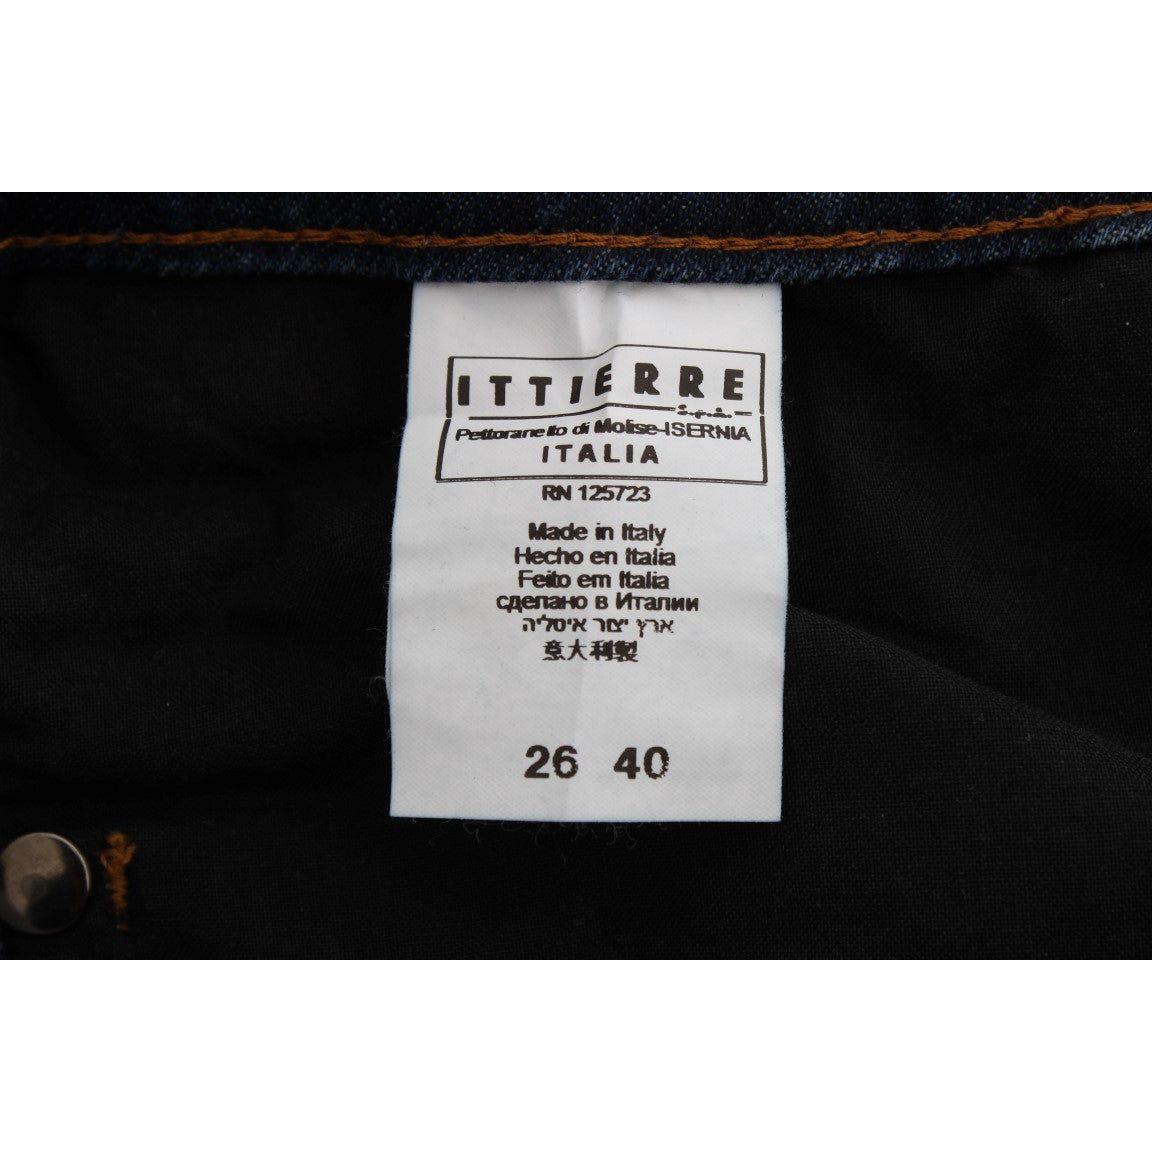 ITTIERRE
S.p.A.
Pettoranello di Molise-ISERNIA
ITALIA
RN 125723
Made in Italy
Hecho en Italia
Feito em Italia
сделано в Италии
ארץ יצור איטליה
意大利製
26 40